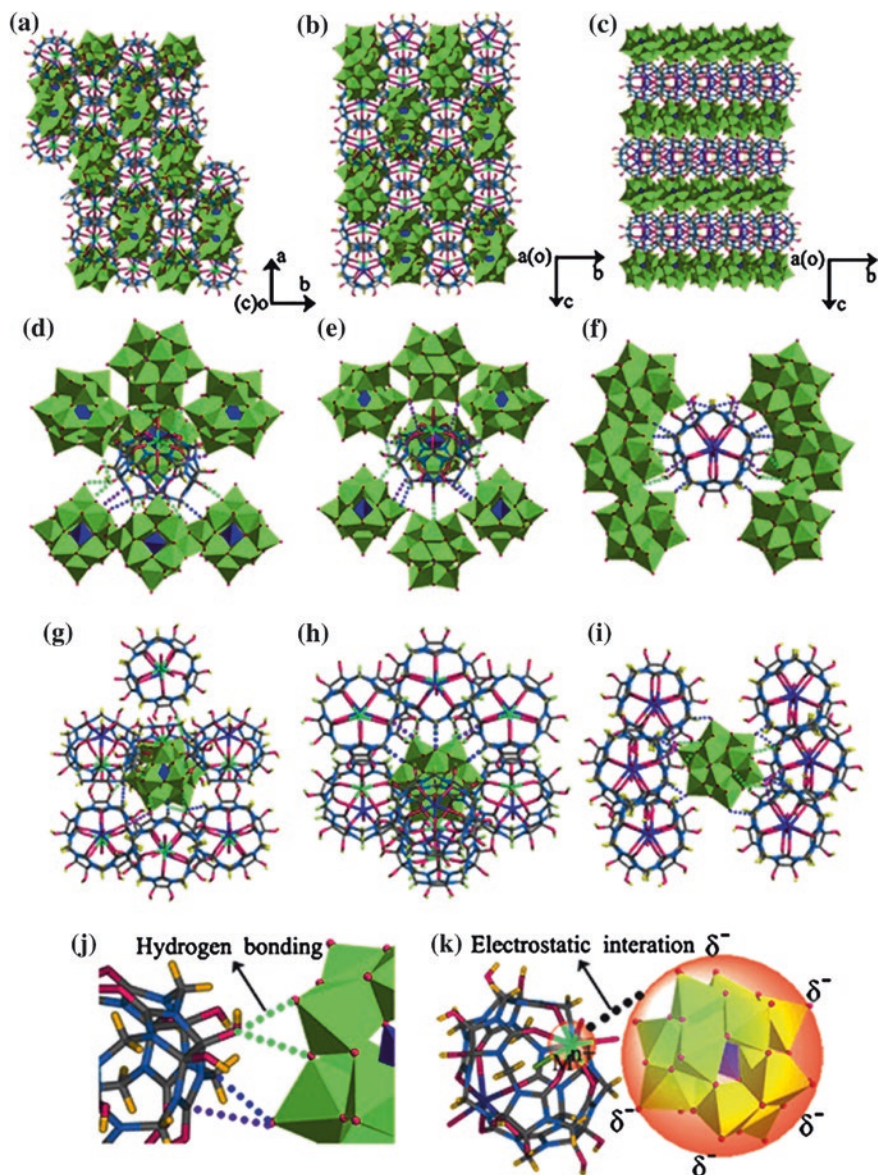 (a)
(b)
(c)
a
b
(c)o
a(o)
b
c
a(o)
b
c
(d)
(e)
(f)
(g)
(h)
(i)
(j)
Hydrogen bonding
(k)
Electrostatic interation
δ⁻
δ⁻
Mⁿ⁺
δ⁻
δ⁻
δ⁻